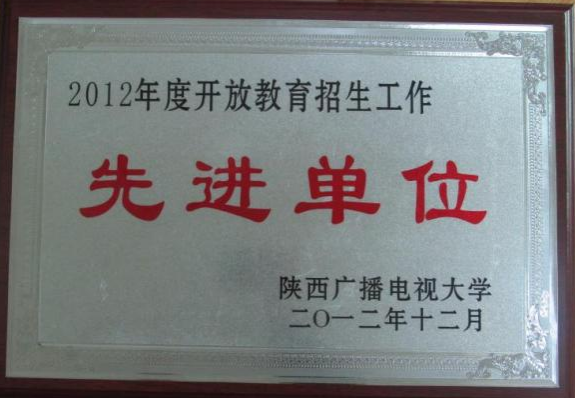 2012年度开放教育招生工作
先进单位
陕西广播电视大学
二〇一二年十二月